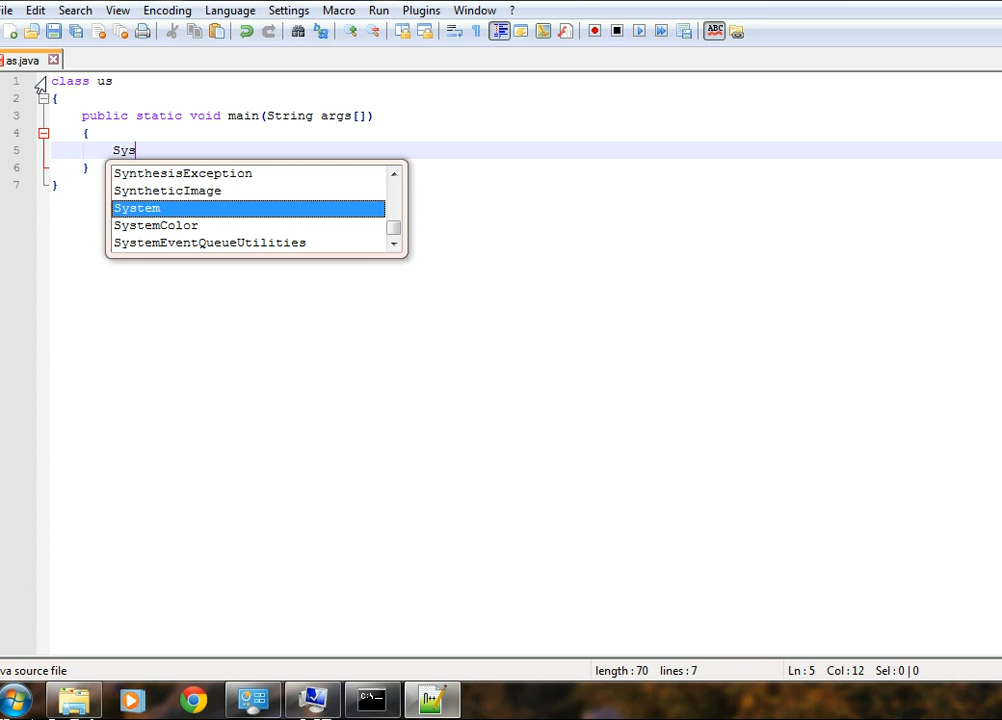 ile Edit Search View Encoding Language Settings Macro Run Plugins Window ?
as.java
1 class us
2 {
3 public static void main(String args[])
4 {
5 Sys
6 }
7 }
SynthesisException
SyntheticImage
System
SystemColor
SystemEventQueueUtilities
va source file length : 70 lines : 7 Ln : 5 Col : 12 Sel : 0 | 0